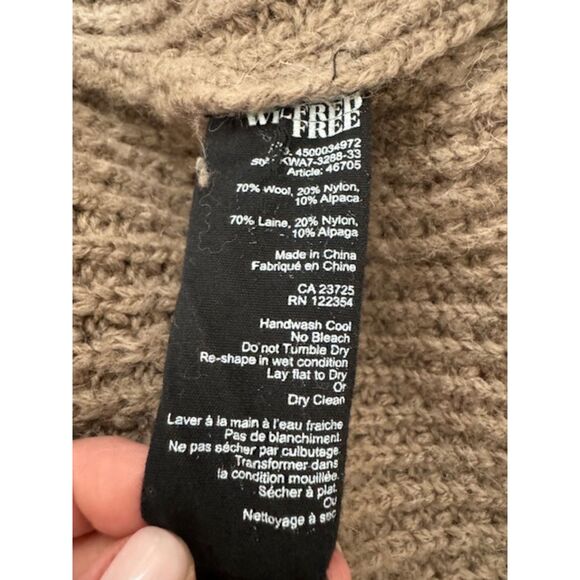 WI-FRED
FREE
4500034972
KWA7-3288-33
Article: 46705
70% Wool, 20% Nylon,
10% Alpaca
70% Laine, 20% Nylon,
10% Alpaga
Made in China
Fabriqué en Chine
CA 23725
RN 122354
Handwash Cool
No Bleach
Do not Tumble Dry
Re-shape in wet condition
Lay flat to Dry
Or
Dry Clean
Laver à la main à l'eau fraiche
Pas de blanchiment.
Ne pas sécher par culbutage.
Transformer dans
la condition mouillée.
Sécher à plat.
Ou
Nettoyage à sec